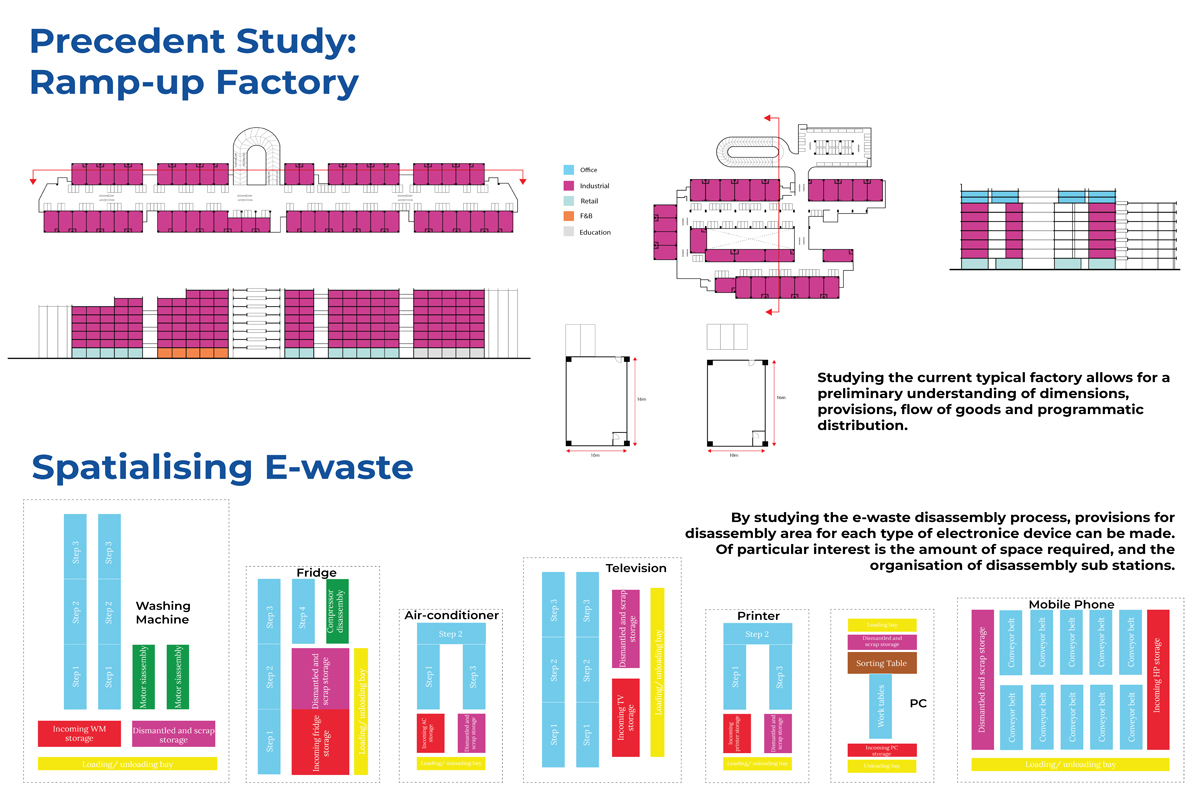 Precedent Study:
Ramp-up Factory
Office
Industrial
Retail
F&B
Education
16m
10m
16m
10m
Studying the current typical factory allows for a
preliminary understanding of dimensions,
provisions, flow of goods and programmatic
distribution.
Spatialising E-waste
By studying the e-waste disassembly process, provisions for
disassembly area for each type of electronice device can be made.
Of particular interest is the amount of space required, and the
organisation of disassembly sub stations.
Washing
Machine
Step 3
Step 2
Step 1
Step 3
Step 2
Step 1
Motor siassembly
Motor siassembly
Incoming WM
storage
Dismantled and scrap
storage
Loading/ unloading bay
Fridge
Step 3
Step 2
Step 1
Step 4
Compressor
disassembly
Dismantled and
scrap storage
Incoming fridge
storage
Loading/ unloading bay
Air-conditioner
Step 2
Step 1
Step 3
Incoming AC
storage
Dismantled and
scrap storage
Loading/ unloading bay
Television
Step 3
Step 2
Step 1
Step 3
Step 2
Step 1
Dismantled and scrap
storage
Incoming TV
storage
Loading/ unloading bay
Printer
Step 2
Step 1
Step 3
Incoming
printer storage
Dismantled and
scrap storage
Loading/ unloading bay
PC
Loading bay
Dismantled and
scrap storage
Sorting Table
Work tables
Incoming PC
storage
Unloading bay
Mobile Phone
Dismantled and scrap storage
Conveyor belt
Conveyor belt
Conveyor belt
Conveyor belt
Conveyor belt
Conveyor belt
Conveyor belt
Conveyor belt
Conveyor belt
Conveyor belt
Incoming HP storage
Loading/ unloading bay